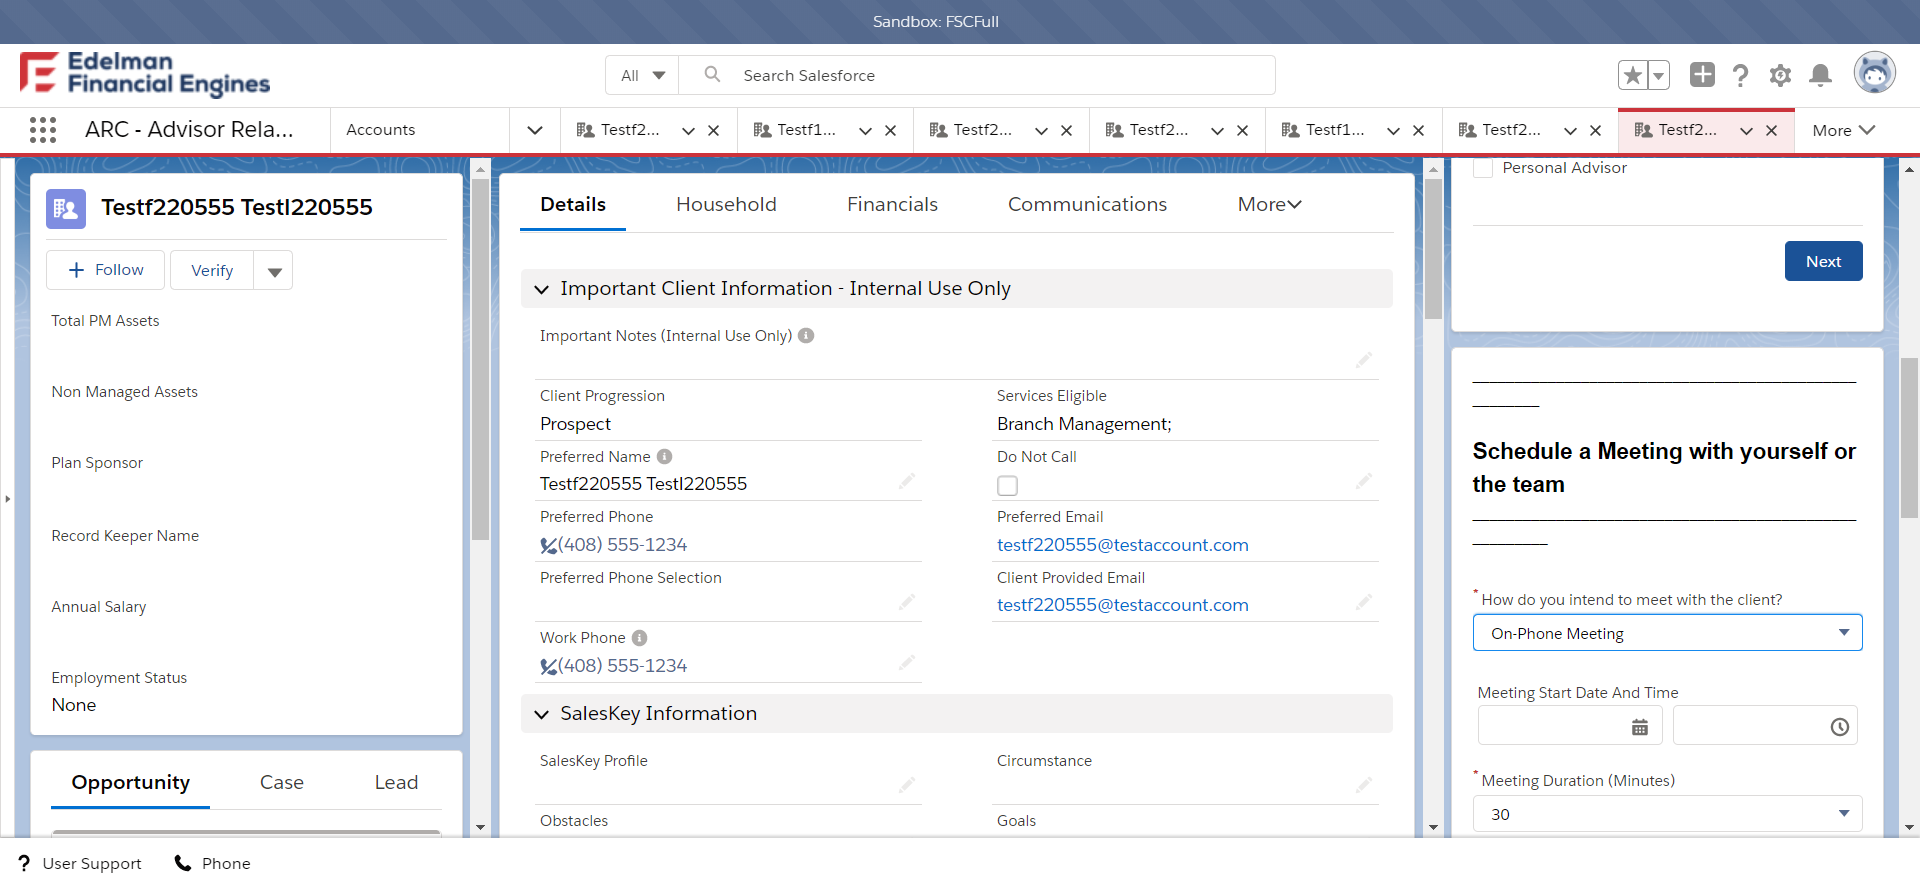 Sandbox: FSCFull
Edelman
Financial Engines
All
Search Salesforce
ARC - Advisor Rela...
Accounts
Testf2...
Testf1...
Testf2...
Testf2...
Testf1...
Testf2...
Testf2...
More
Testf220555 Testl220555
Follow
Verify
Total PM Assets
Non Managed Assets
Plan Sponsor
Record Keeper Name
Annual Salary
Employment Status
None
Opportunity
Case
Lead
Details
Household
Financials
Communications
More
Important Client Information - Internal Use Only
Important Notes (Internal Use Only)
Client Progression
Prospect
Services Eligible
Branch Management;
Preferred Name
Testf220555 Testl220555
Do Not Call
Preferred Phone
(408) 555-1234
Preferred Email
testf220555@testaccount.com
Preferred Phone Selection
Client Provided Email
testf220555@testaccount.com
Work Phone
(408) 555-1234
SalesKey Information
SalesKey Profile
Circumstance
Obstacles
Goals
Personal Advisor
Next
Schedule a Meeting with yourself or
the team
*How do you intend to meet with the client?
On-Phone Meeting
Meeting Start Date And Time
*Meeting Duration (Minutes)
30
? User Support
Phone